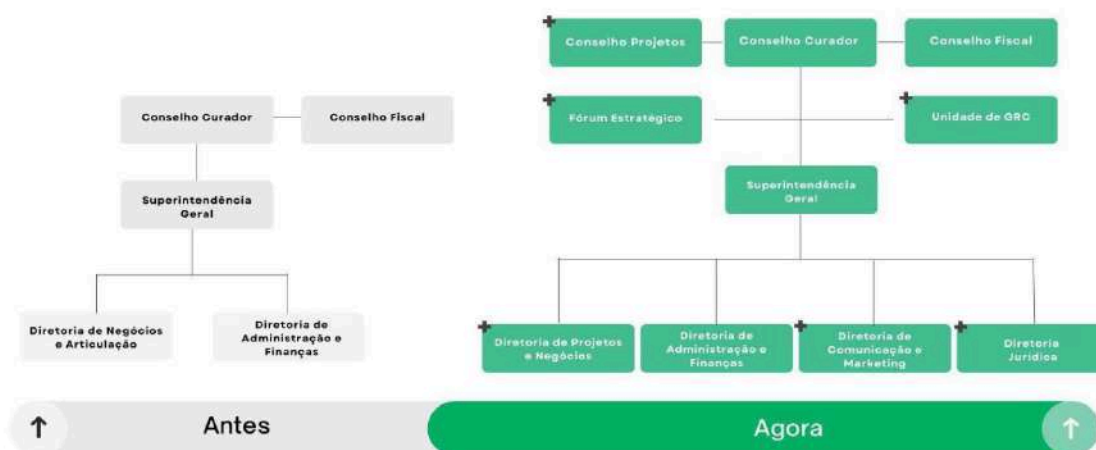 Conselho Projetos
Conselho Curador
Conselho Fiscal
Conselho Curador
Conselho Fiscal
Fórum Estratégico
Unidade de GRC
Superintendência
Geral
Superintendência
Geral
Diretoria de Negócios
e Articulação
Diretoria de
Administração e
Finanças
Diretoria de Projetos
e Negócios
Diretoria de
Administração e
Finanças
Diretoria de
Comunicação e
Marketing
Diretoria
Jurídica
Antes
Agora